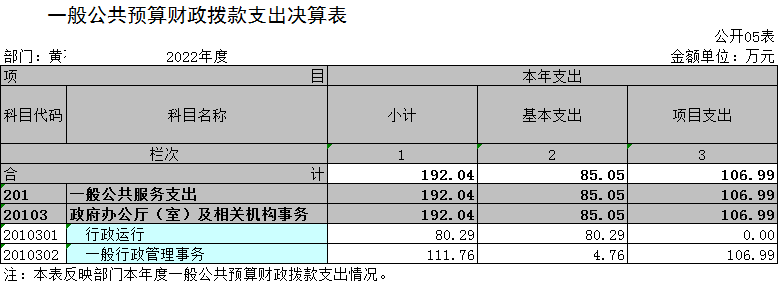 一般公共预算财政拨款支出决算表
公开05表
部门：黄 2022年度 金额单位：万元
项 目 本年支出
科目代码 科目名称 小计 基本支出 项目支出
栏次 1 2 3
合 计 192.04 85.05 106.99
201 一般公共服务支出 192.04 85.05 106.99
20103 政府办公厅（室）及相关机构事务 192.04 85.05 106.99
2010301 行政运行 80.29 80.29 0.00
2010302 一般行政管理事务 111.76 4.76 106.99
注：本表反映部门本年度一般公共预算财政拨款支出情况。